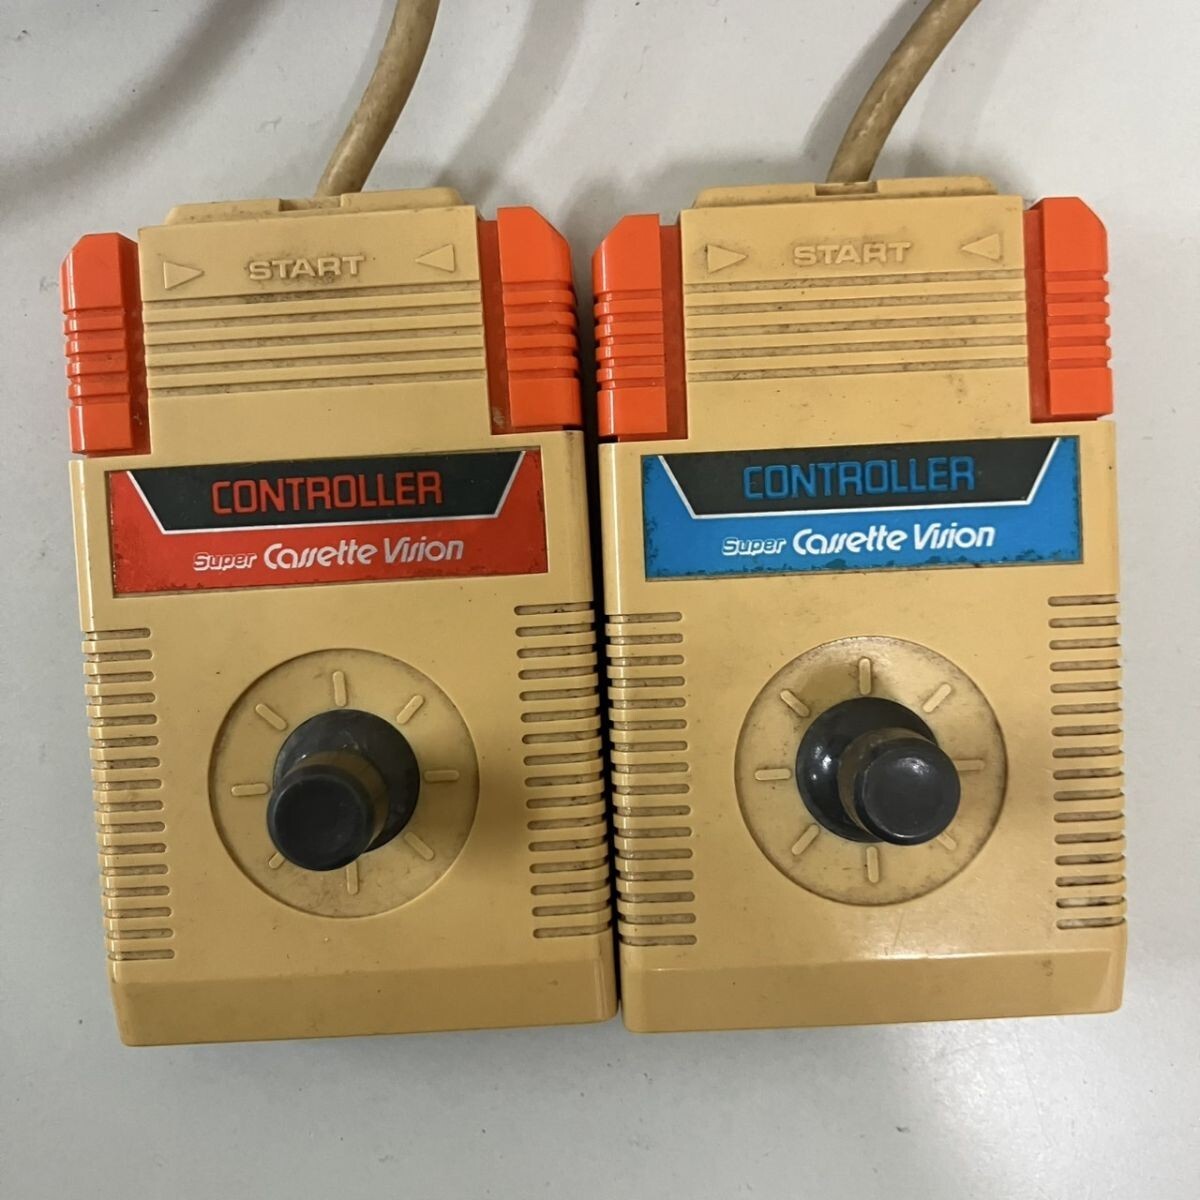 START
CONTROLLER
Super Cassette Vision
START
CONTROLLER
Super Cassette Vision